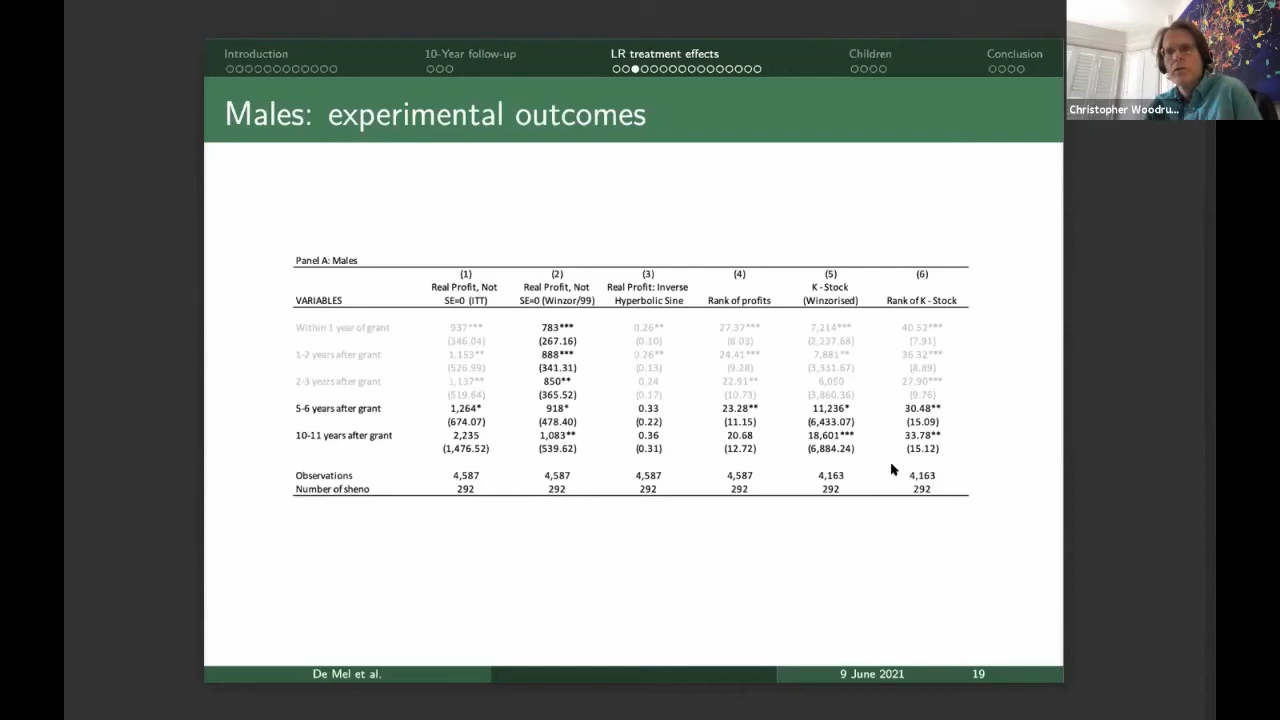 Introduction 10-Year follow-up LR treatment effects Children Conclusion
Christopher Woodru...
Males: experimental outcomes
Panel A: Males
(1) (2) (3) (4) (5) (6)
Real Profit, Not Real Profit, Not Real Profit: Inverse K - Stock
VARIABLES SE=0 (ITT) SE=0 (Winzor/99) Hyperbolic Sine Rank of profits (Winzorised) Rank of K - Stock
Within 1 year of grant 937*** 783*** 0.26** 27.37*** 7,214*** 40.52***
(346.04) (267.16) (0.10) (8.03) (2,237.68) (7.91)
1-2 years after grant 1,153** 888*** 0.26** 24.41*** 7,881** 36.32***
(526.99) (341.31) (0.13) (9.28) (3,331.67) (8.89)
2-3 years after grant 1,137** 850** 0.24 22.91** 6,050 27.90***
(519.64) (365.52) (0.17) (10.73) (3,860.36) (9.76)
5-6 years after grant 1,264* 918* 0.33 23.28** 11,236* 30.48**
(674.07) (478.40) (0.22) (11.15) (6,433.07) (15.09)
10-11 years after grant 2,235 1,083** 0.36 20.68 18,601*** 33.78**
(1,476.52) (539.62) (0.31) (12.72) (6,884.24) (15.12)
Observations 4,587 4,587 4,587 4,587 4,163 4,163
Number of sheno 292 292 292 292 292 292
De Mel et al. 9 June 2021 19